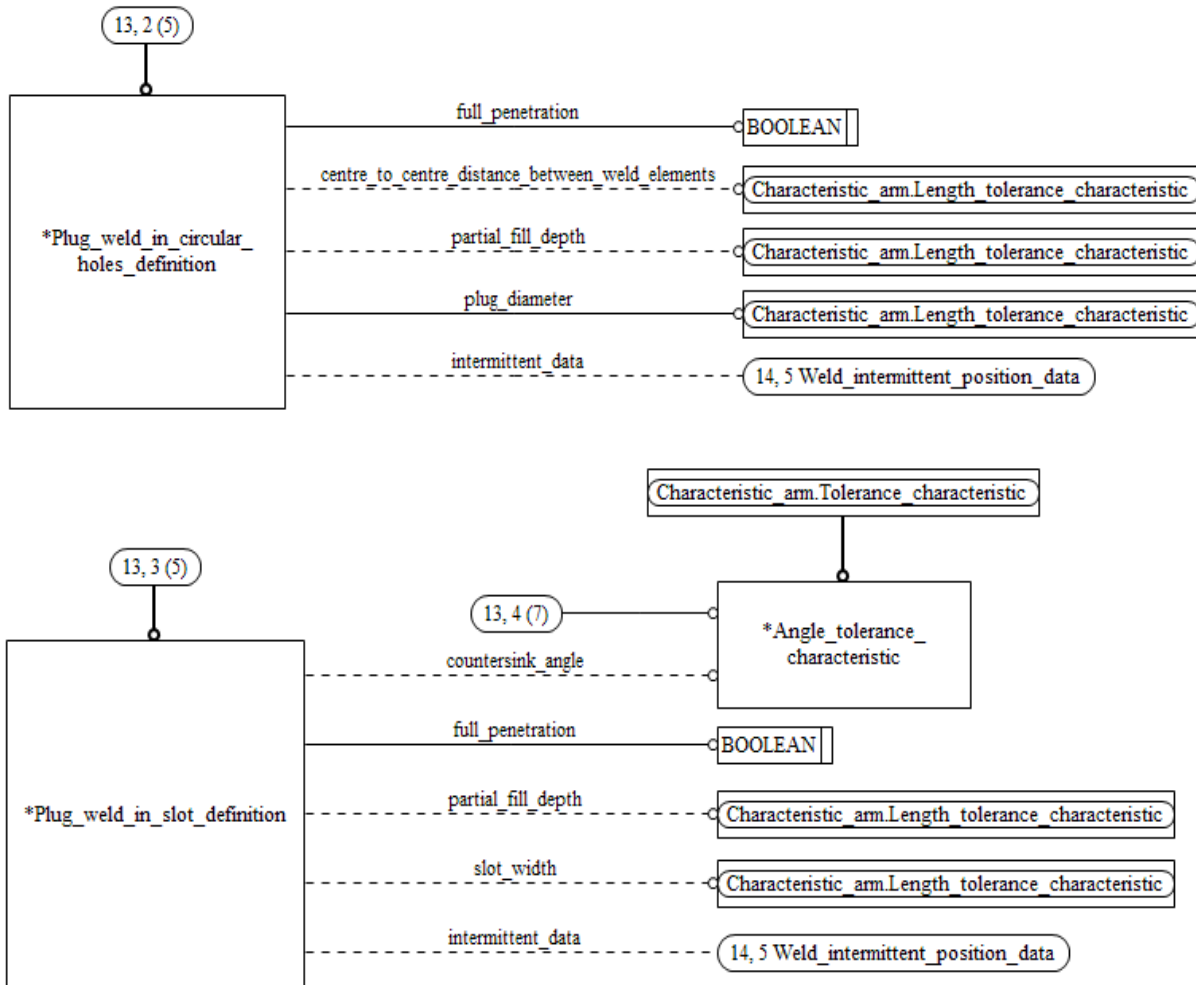 13, 2 (5)
full_penetration
BOOLEAN
centre_to_centre_distance_between_weld_elements
Characteristic_arm.Length_tolerance_characteristic
*Plug_weld_in_circular_
holes_definition
partial_fill_depth
Characteristic_arm.Length_tolerance_characteristic
plug_diameter
Characteristic_arm.Length_tolerance_characteristic
intermittent_data
14, 5 Weld_intermittent_position_data
Characteristic_arm.Tolerance_characteristic
13, 3 (5)
13, 4 (7)
*Angle_tolerance_
characteristic
countersink_angle
full_penetration
BOOLEAN
*Plug_weld_in_slot_definition
partial_fill_depth
Characteristic_arm.Length_tolerance_characteristic
slot_width
Characteristic_arm.Length_tolerance_characteristic
intermittent_data
14, 5 Weld_intermittent_position_data